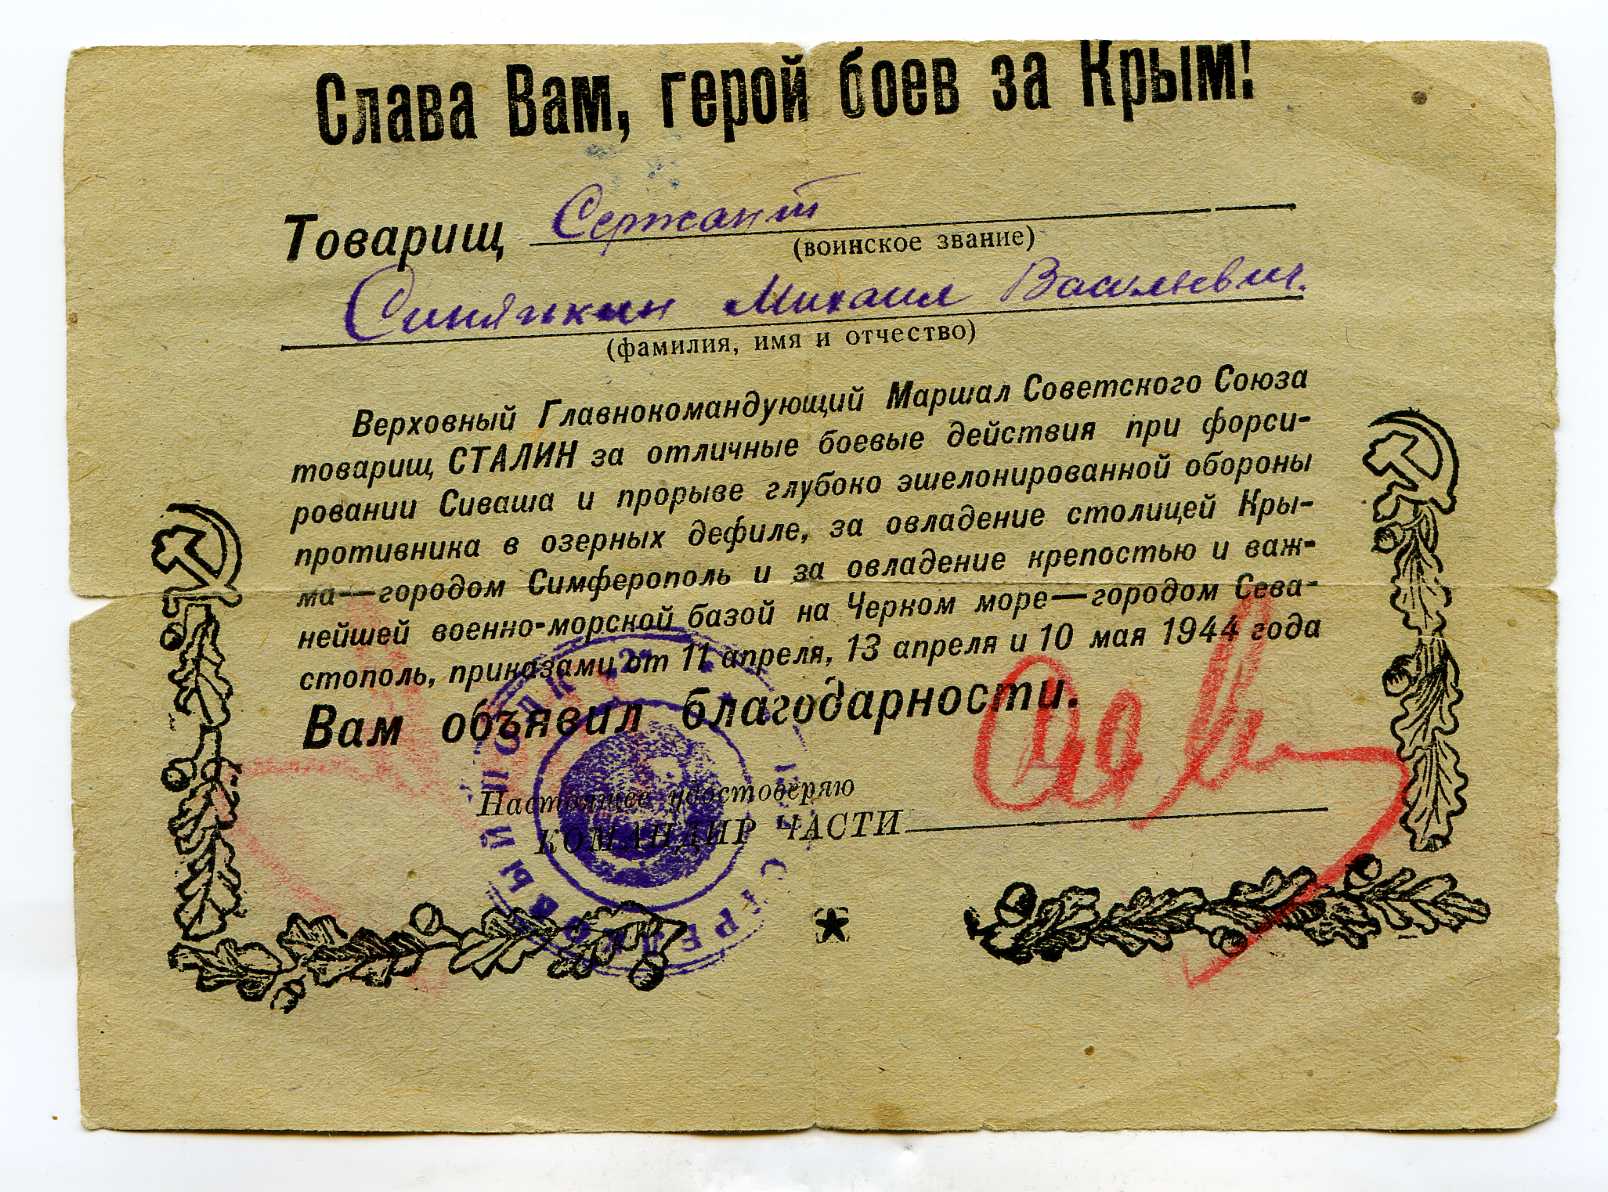 Слава Вам, герой боев за Крым!
Товарищ Сержант
(воинское звание)
Синякин Михаил Васильевич.
(фамилия, имя и отчество)
Верховный Главнокомандующий Маршал Советского Союза
товарищ СТАЛИН за отличные боевые действия при форси-
ровании Сиваша и прорыве глубоко эшелонированной обороны
противника в озерных дефиле, за овладение столицей Кры-
ма—городом Симферополь и за овладение крепостью и важ-
нейшей военно-морской базой на Черном море—городом Сева-
стополь, приказами от 11 апреля, 13 апреля и 10 мая 1944 года
Вам объявил благодарности.
Настоящее удостоверяю
КОМАНДИР ЧАСТИ
СТРЕЛКОВЫЙ ПОЛК